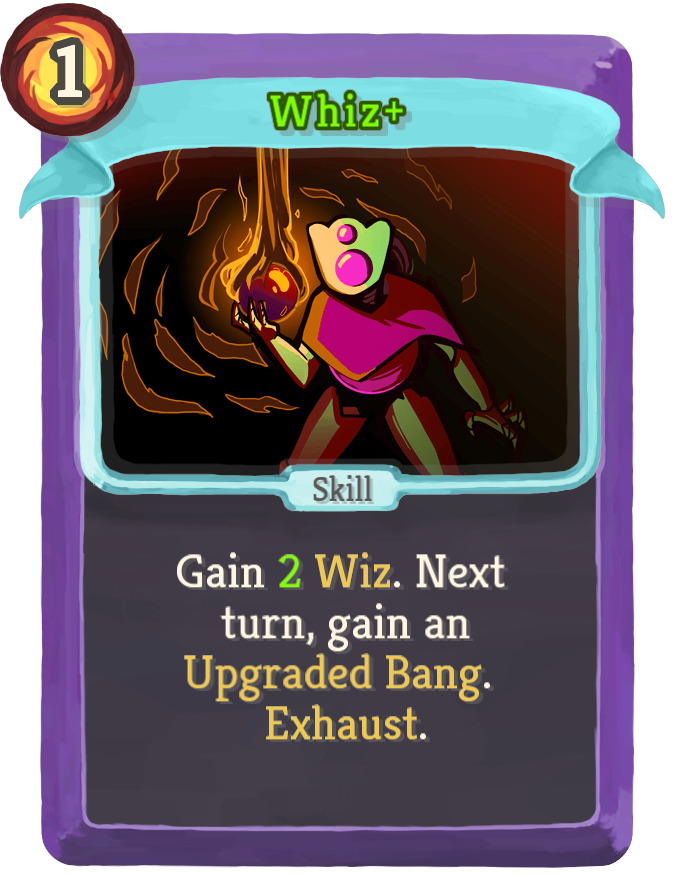 1
Whiz+
Skill
Gain 2 Wiz. Next
turn, gain an
Upgraded Bang.
Exhaust.